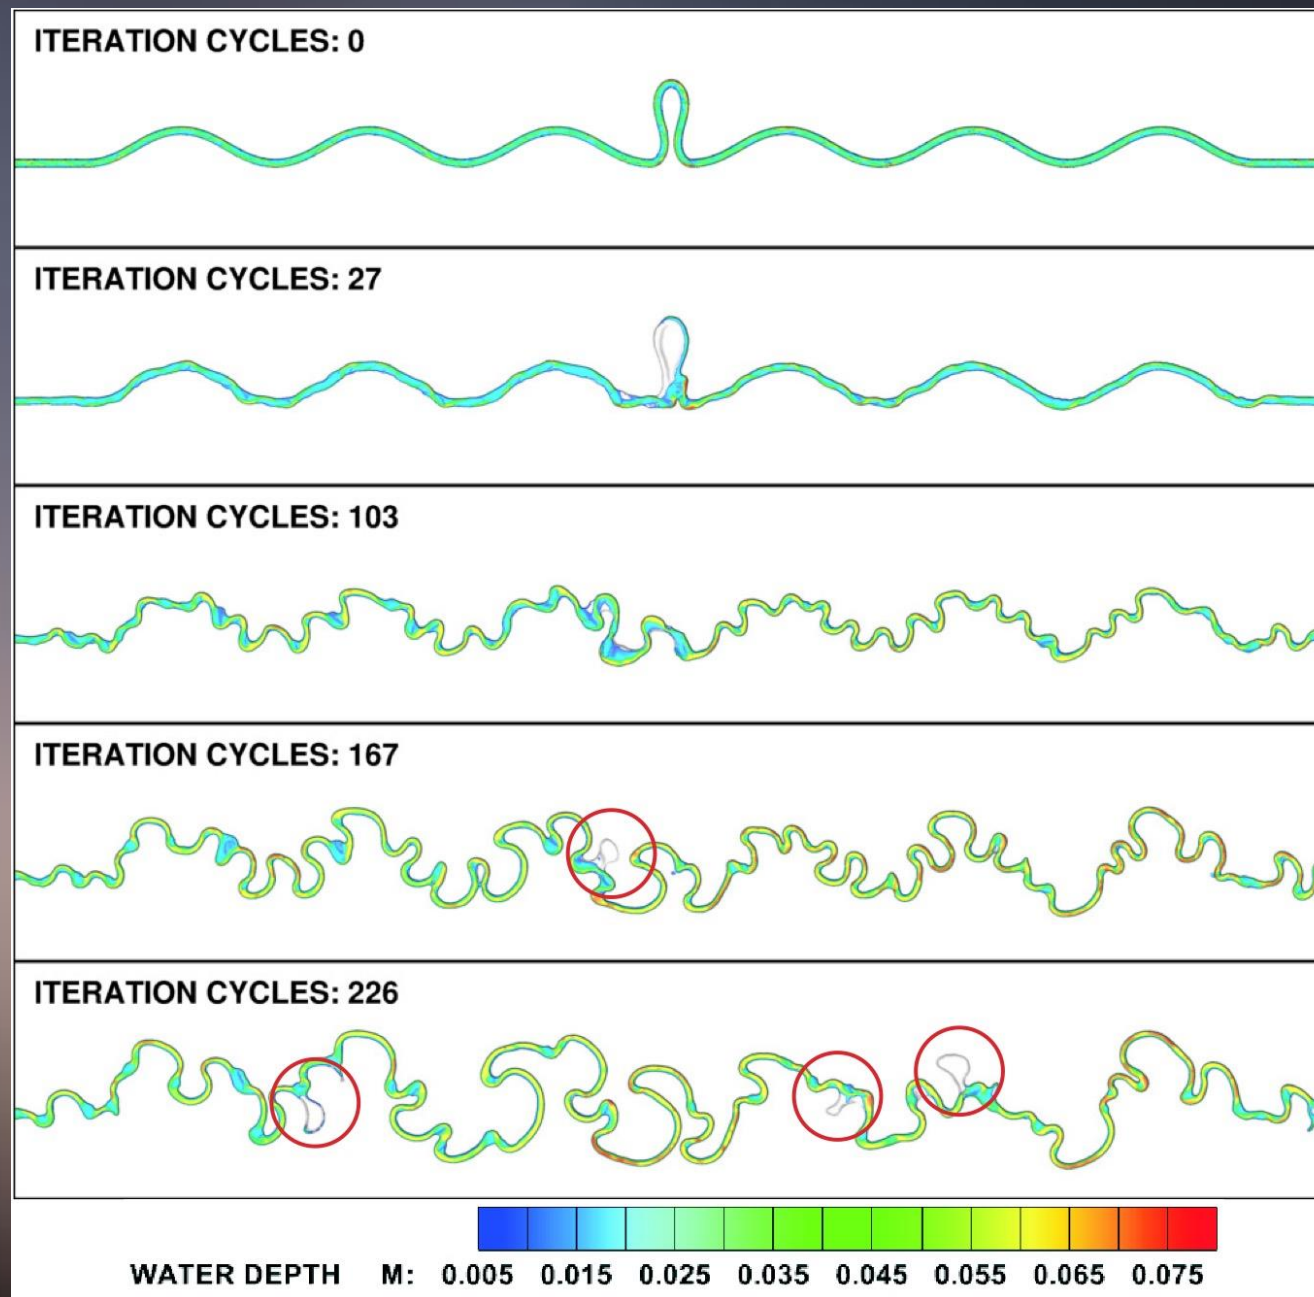 ITERATION CYCLES: 0
ITERATION CYCLES: 27
ITERATION CYCLES: 103
ITERATION CYCLES: 167
ITERATION CYCLES: 226
WATER DEPTH M: 0.005 0.015 0.025 0.035 0.045 0.055 0.065 0.075